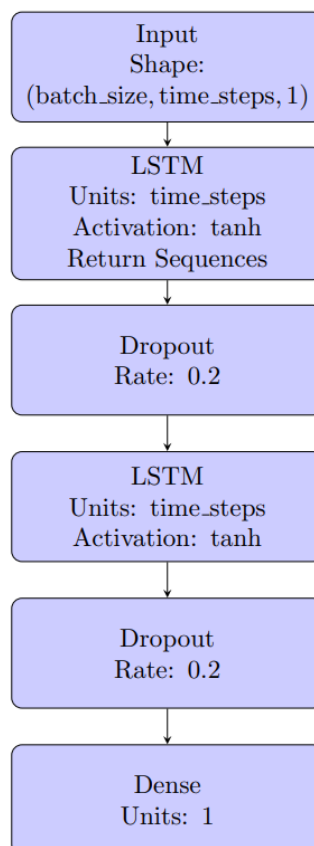 Input
Shape:
(batch_size, time_steps, 1)
LSTM
Units: time_steps
Activation: tanh
Return Sequences
Dropout
Rate: 0.2
LSTM
Units: time_steps
Activation: tanh
Dropout
Rate: 0.2
Dense
Units: 1